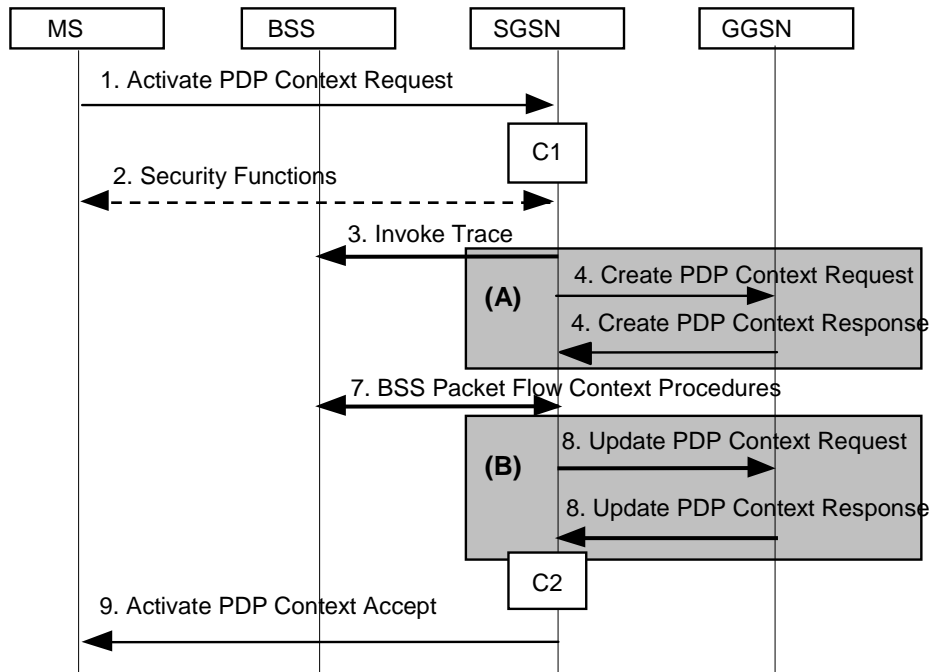 MS
BSS
SGSN
GGSN
1. Activate PDP Context Request
C1
2. Security Functions
3. Invoke Trace
(A)
4. Create PDP Context Request
4. Create PDP Context Response
7. BSS Packet Flow Context Procedures
8. Update PDP Context Request
(B)
8. Update PDP Context Response
C2
9. Activate PDP Context Accept